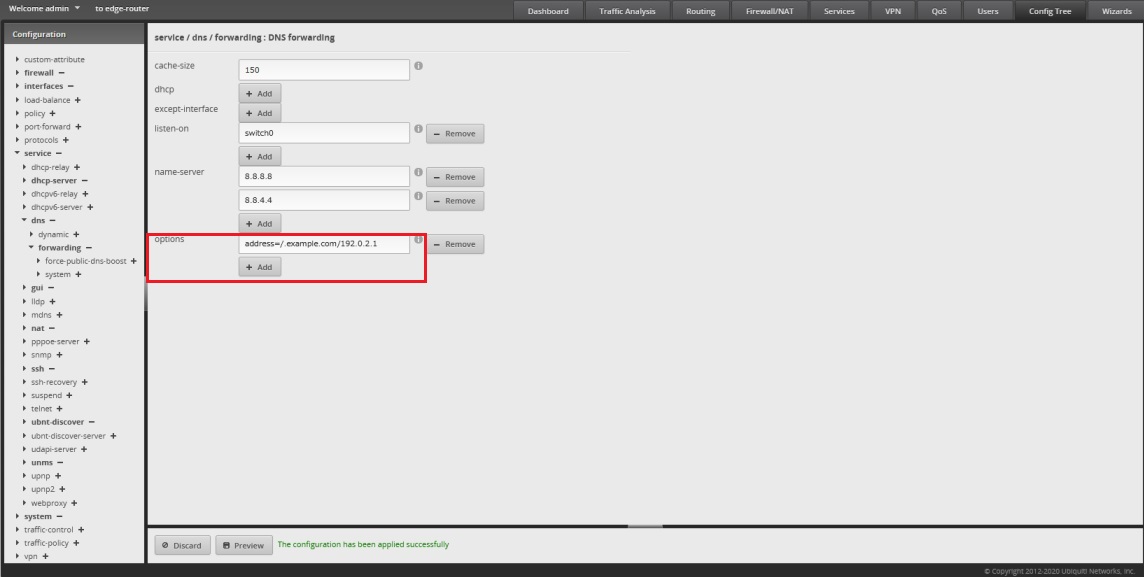 Welcome admin to edge-router
Dashboard Traffic Analysis Routing Firewall/NAT Services VPN QoS Users Config Tree Wizards
Configuration
custom-attribute
firewall −
interfaces −
load-balance +
policy +
port-forward +
protocols +
service −
dhcp-relay +
dhcp-server −
dhcpv6-relay +
dhcpv6-server +
dns −
dynamic +
forwarding −
force-public-dns-boost +
system +
gui −
lldp +
mdns +
nat −
pppoe-server +
snmp +
ssh −
ssh-recovery +
suspend +
telnet +
ubnt-discover −
ubnt-discover-server +
udapi-server +
unms −
upnp +
upnp2 +
webproxy +
system −
traffic-control +
traffic-policy +
vpn +
service / dns / forwarding : DNS forwarding
cache-size 150
dhcp + Add
except-interface + Add
listen-on switch0 − Remove
+ Add
name-server 8.8.8.8 − Remove
8.8.4.4 − Remove
+ Add
options address=/.example.com/192.0.2.1 − Remove
+ Add
Discard Preview The configuration has been applied successfully
© Copyright 2012-2020 Ubiquiti Networks, Inc.